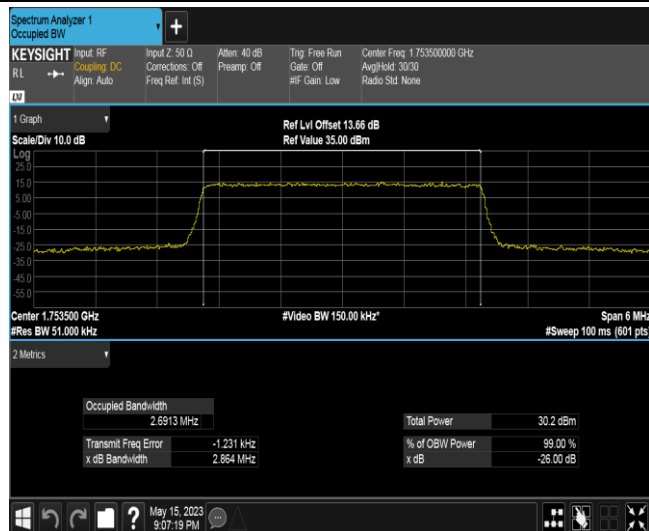 Spectrum Analyzer 1
Occupied BW
+
KEYSIGHT
RL
Input: RF
Coupling: DC
Align: Auto
Input Z: 50 Ω
Corrections: Off
Freq Ref: Int (S)
Atten: 40 dB
Preamp: Off
Trig: Free Run
Gate: Off
#IF Gain: Low
Center Freq: 1.753500000 GHz
Avg|Hold: 30/30
Radio Std: None
1 Graph
Scale/Div 10.0 dB
Ref Lvl Offset 13.66 dB
Ref Value 35.00 dBm
Log
25.0
15.0
5.00
-5.00
-15.0
-25.0
-35.0
-45.0
-55.0
Center 1.753500 GHz
#Res BW 51.000 kHz
#Video BW 150.00 kHz*
Span 6 MHz
#Sweep 100 ms (601 pts)
2 Metrics
Occupied Bandwidth
2.6913 MHz
Transmit Freq Error -1.231 kHz
x dB Bandwidth 2.864 MHz
Total Power 30.2 dBm
% of OBW Power 99.00 %
x dB -26.00 dB
?
May 15, 2023
9:07:19 PM